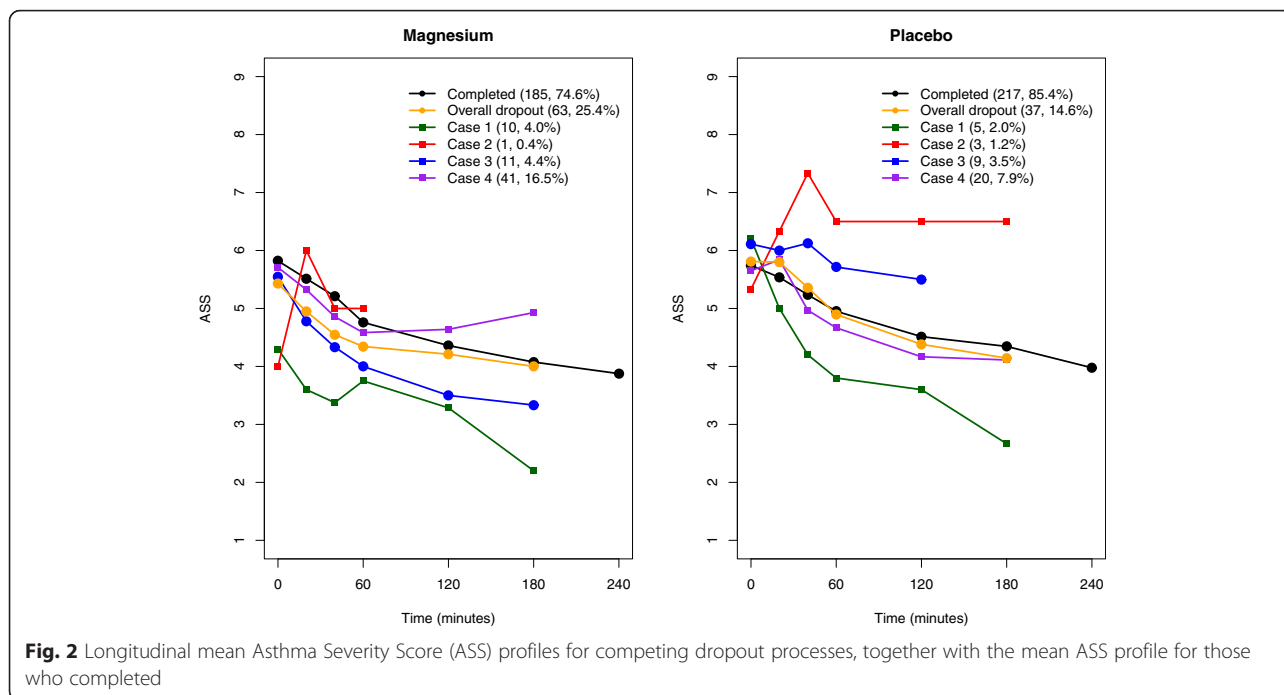 Magnesium
9
8
7
6
5
4
3
2
1
ASS
Completed (185, 74.6%)
Overall dropout (63, 25.4%)
Case 1 (10, 4.0%)
Case 2 (1, 0.4%)
Case 3 (11, 4.4%)
Case 4 (41, 16.5%)
0 60 120 180 240
Time (minutes)
Placebo
9
8
7
6
5
4
3
2
1
ASS
Completed (217, 85.4%)
Overall dropout (37, 14.6%)
Case 1 (5, 2.0%)
Case 2 (3, 1.2%)
Case 3 (9, 3.5%)
Case 4 (20, 7.9%)
0 60 120 180 240
Time (minutes)
Fig. 2 Longitudinal mean Asthma Severity Score (ASS) profiles for competing dropout processes, together with the mean ASS profile for those
who completed